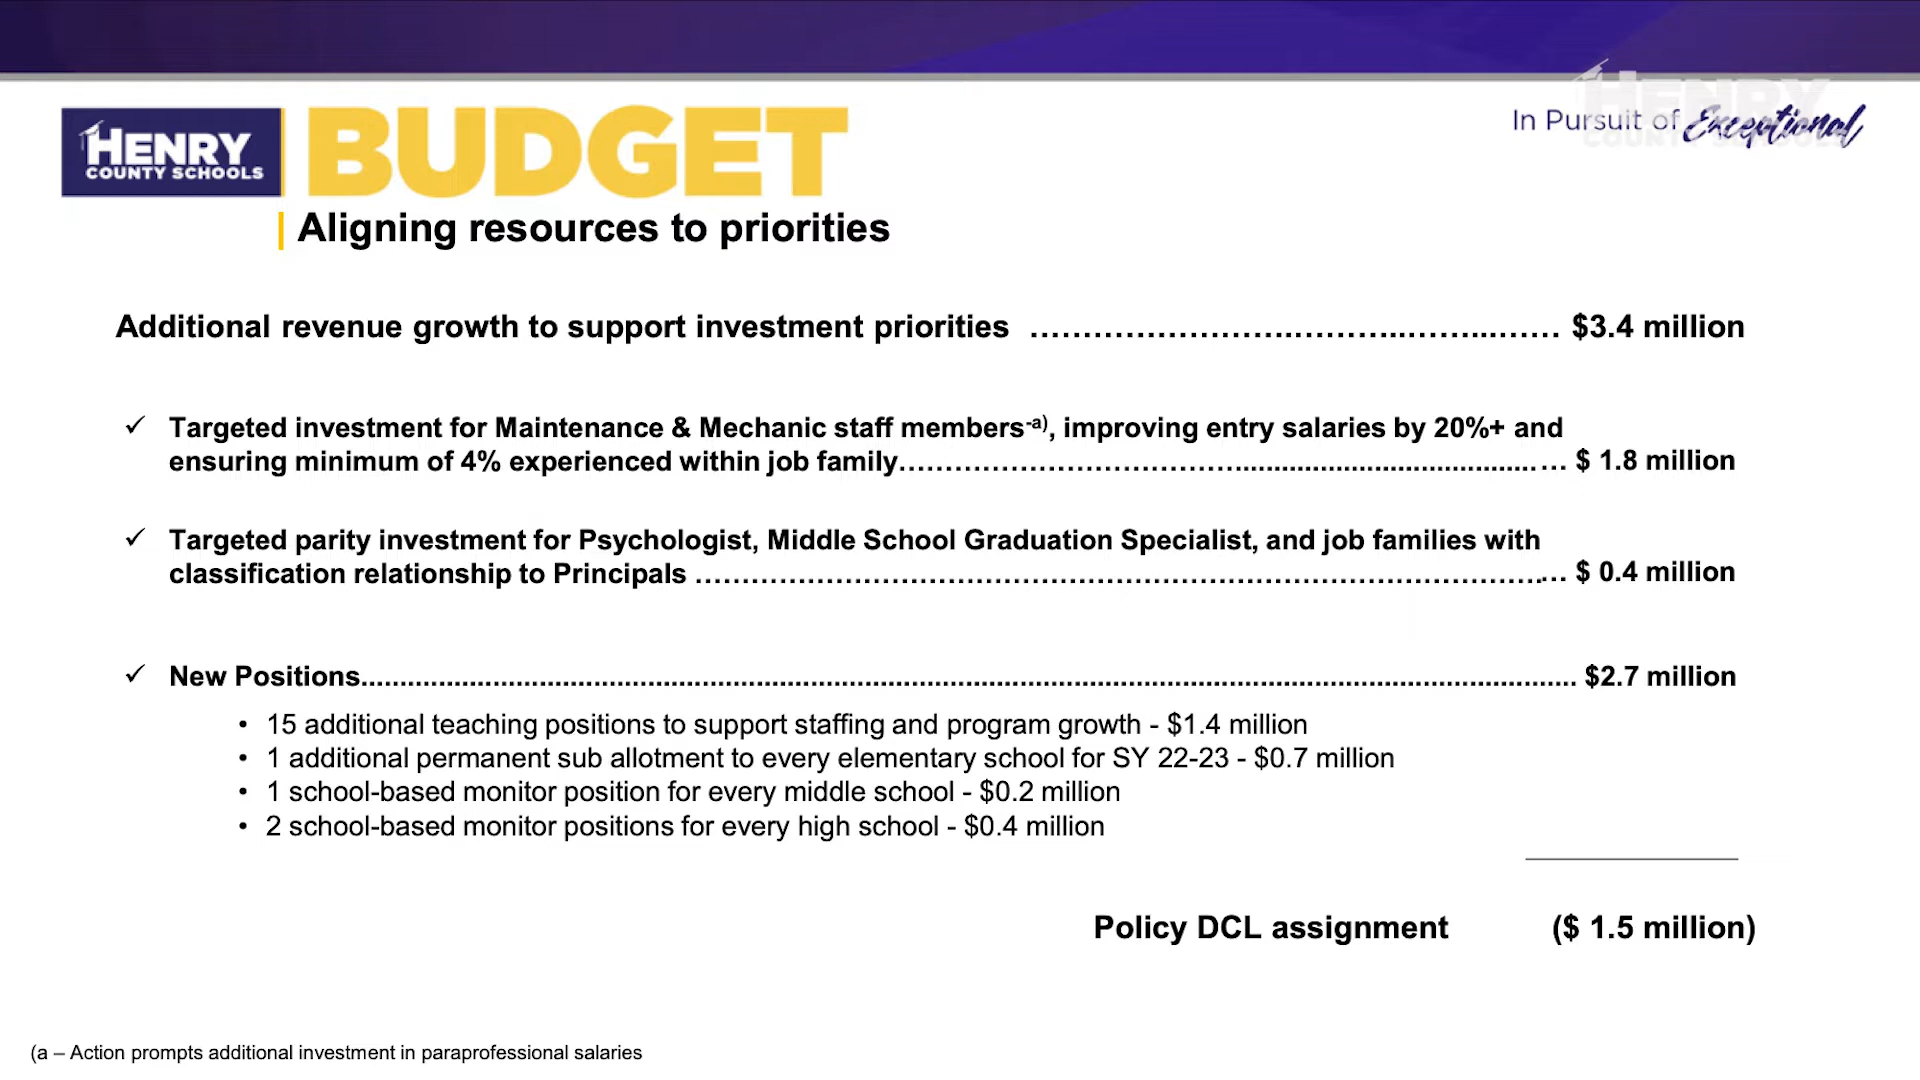 HENRY
COUNTY SCHOOLS
BUDGET
In Pursuit of Exceptional
HENRY
COUNTY SCHOOLS
Aligning resources to priorities
Additional revenue growth to support investment priorities ………………………………………………… $3.4 million
✓ Targeted investment for Maintenance & Mechanic staff members-a), improving entry salaries by 20%+ and
ensuring minimum of 4% experienced within job family……………………………………………………… $ 1.8 million
✓ Targeted parity investment for Psychologist, Middle School Graduation Specialist, and job families with
classification relationship to Principals ……………………………………………………………………………… $ 0.4 million
✓ New Positions................................................................................................ $2.7 million
• 15 additional teaching positions to support staffing and program growth - $1.4 million
• 1 additional permanent sub allotment to every elementary school for SY 22-23 - $0.7 million
• 1 school-based monitor position for every middle school - $0.2 million
• 2 school-based monitor positions for every high school - $0.4 million
Policy DCL assignment ($ 1.5 million)
(a – Action prompts additional investment in paraprofessional salaries